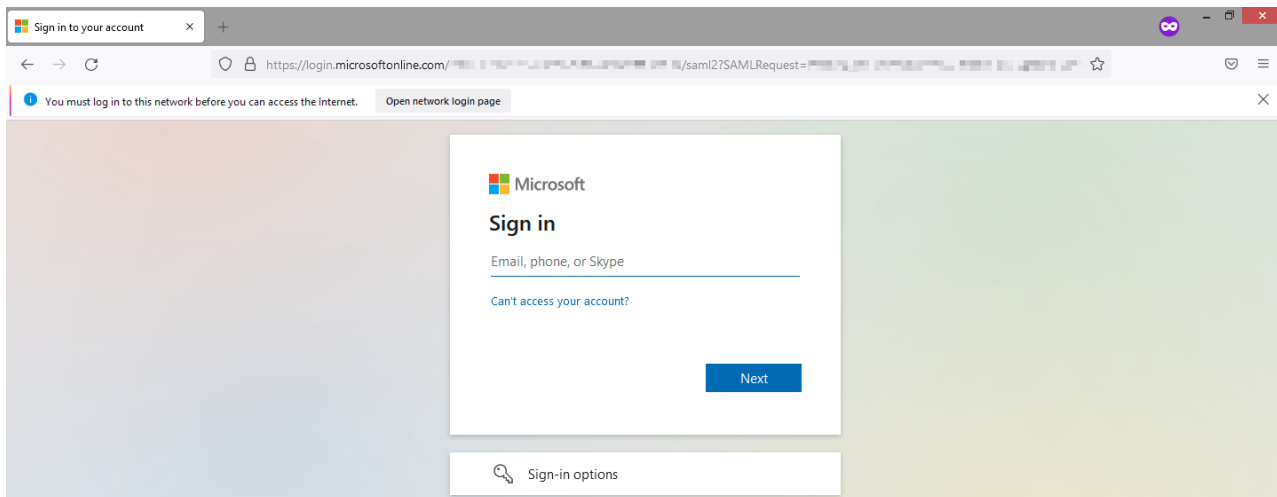 Sign in to your account
https://login.microsoftonline.com/ /saml2?SAMLRequest=
You must log in to this network before you can access the Internet. Open network login page
Microsoft
Sign in
Email, phone, or Skype
Can't access your account?
Next
Sign-in options